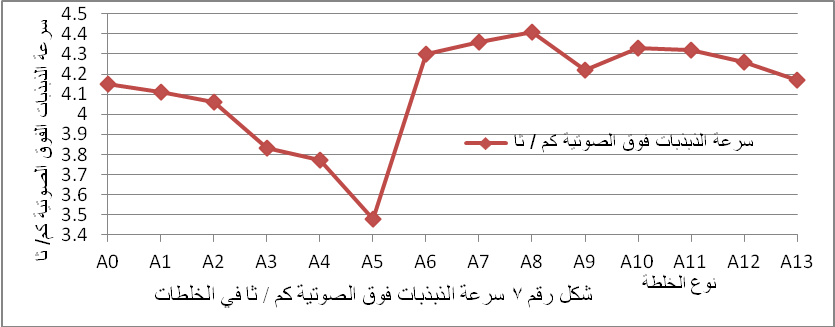 سرعة الذبذبات الفوق الصوتية كم/ ثا
4.5
4.4
4.3
4.2
4.1
4
3.9
3.8
3.7
3.6
3.5
3.4
سرعة الذبذبات فوق الصوتية كم / ثا
A0 A1 A2 A3 A4 A5 A6 A7 A8 A9 A10 A11 A12 A13
نوع الخلطة
شكل رقم ٧ سرعة الذبذبات فوق الصوتية كم / ثا في الخلطات